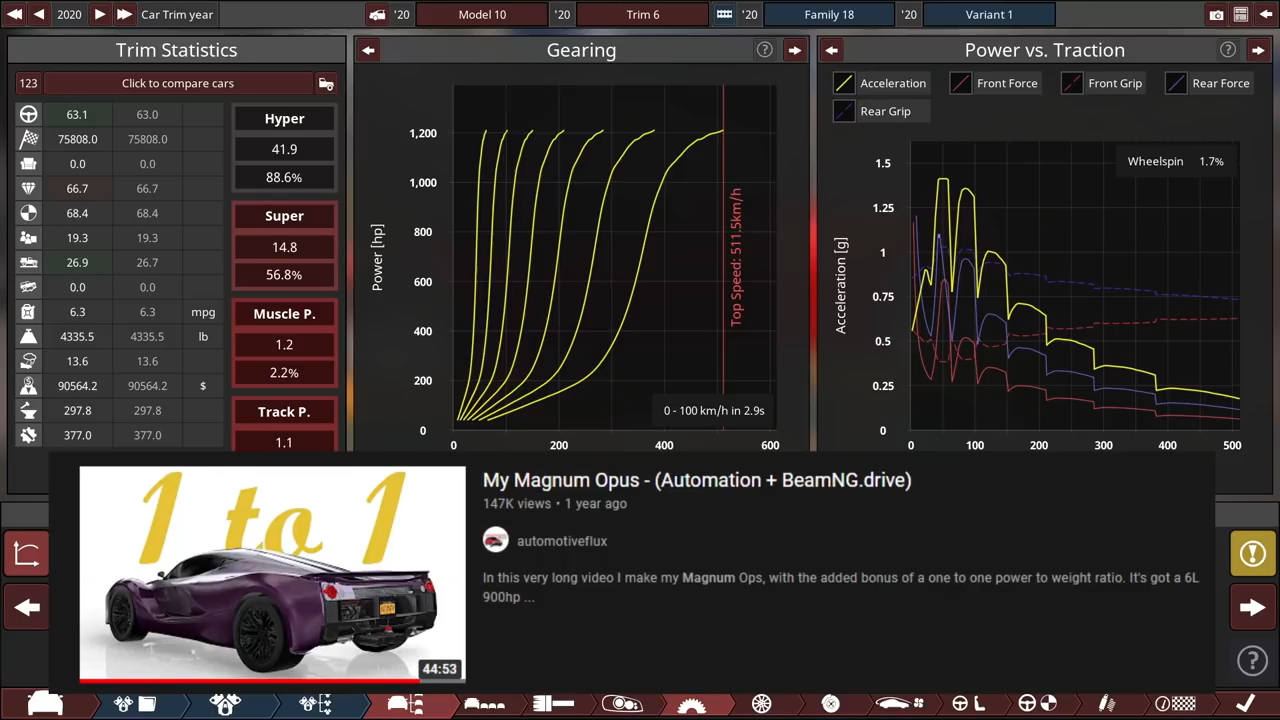 2020 Car Trim year '20 Model 10 '20 Trim 6 '20 Family 18 '20 Variant 1
Trim Statistics
123 Click to compare cars
63.1 63.0
75808.0 75808.0
0.0 0.0
66.7 66.7
68.4 68.4
19.3 19.3
26.9 26.7
0.0 0.0
6.3 6.3 mpg
4335.5 4335.5 lb
13.6 13.6
90564.2 90564.2 $
297.8 297.8
377.0 377.0
Hyper
41.9
88.6%
Super
14.8
56.8%
Muscle P.
1.2
2.2%
Track P.
1.1
Gearing ?
Power [hp]
1,200
1,000
800
600
400
200
0
Top Speed: 511.5km/h
0 - 100 km/h in 2.9s
0 200 400 600
Power vs. Traction ?
Acceleration Front Force Front Grip Rear Force
Rear Grip
Wheelspin 1.7%
Acceleration [g]
1.5
1.25
1
0.75
0.5
0.25
0
0 100 200 300 400 500
1 to 1
44:53
My Magnum Opus - (Automation + BeamNG.drive)
147K views • 1 year ago
automotiveflux
In this very long video I make my Magnum Ops, with the added bonus of a one to one power to weight ratio. It's got a 6L
900hp ...
?